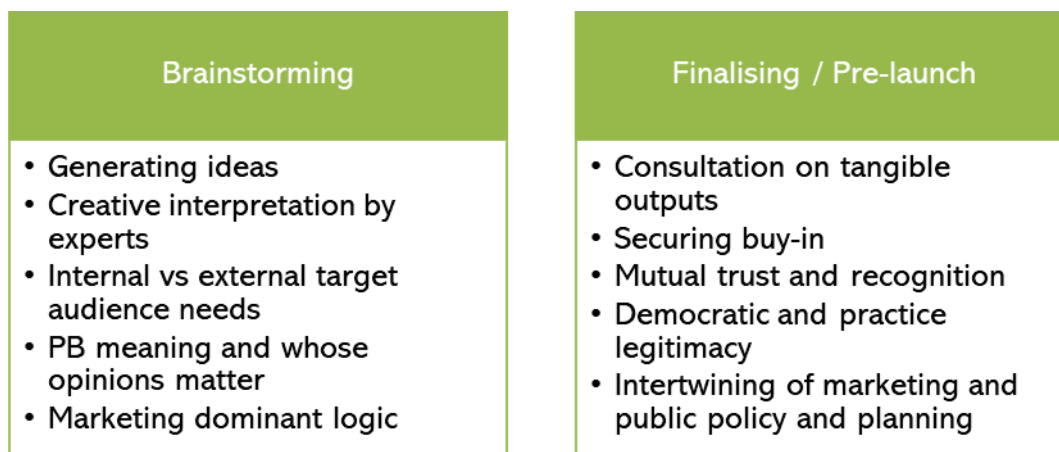 Brainstorming
• Generating ideas
• Creative interpretation by
experts
• Internal vs external target
audience needs
• PB meaning and whose
opinions matter
• Marketing dominant logic
Finalising / Pre-launch
• Consultation on tangible
outputs
• Securing buy-in
• Mutual trust and recognition
• Democratic and practice
legitimacy
• Intertwining of marketing and
public policy and planning